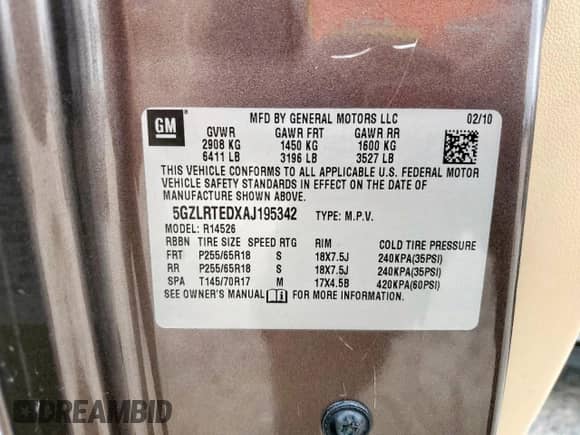 GM
MFD BY GENERAL MOTORS LLC 02/10
GVWR GAWR FRT GAWR RR
2908 KG 1450 KG 1600 KG
6411 LB 3196 LB 3527 LB
THIS VEHICLE CONFORMS TO ALL APPLICABLE U.S. FEDERAL MOTOR
VEHICLE SAFETY STANDARDS IN EFFECT ON THE DATE OF
MANUFACTURE SHOWN ABOVE.
5GZLRTEDXAJ195342 TYPE: M.P.V.
MODEL: R14526
RBBN TIRE SIZE SPEED RTG RIM COLD TIRE PRESSURE
FRT P255/65R18 S 18X7.5J 240KPA(35PSI)
RR P255/65R18 S 18X7.5J 240KPA(35PSI)
SPA T145/70R17 M 17X4.5B 420KPA(60PSI)
SEE OWNER'S MANUAL FOR MORE INFORMATION.
DREAMBID